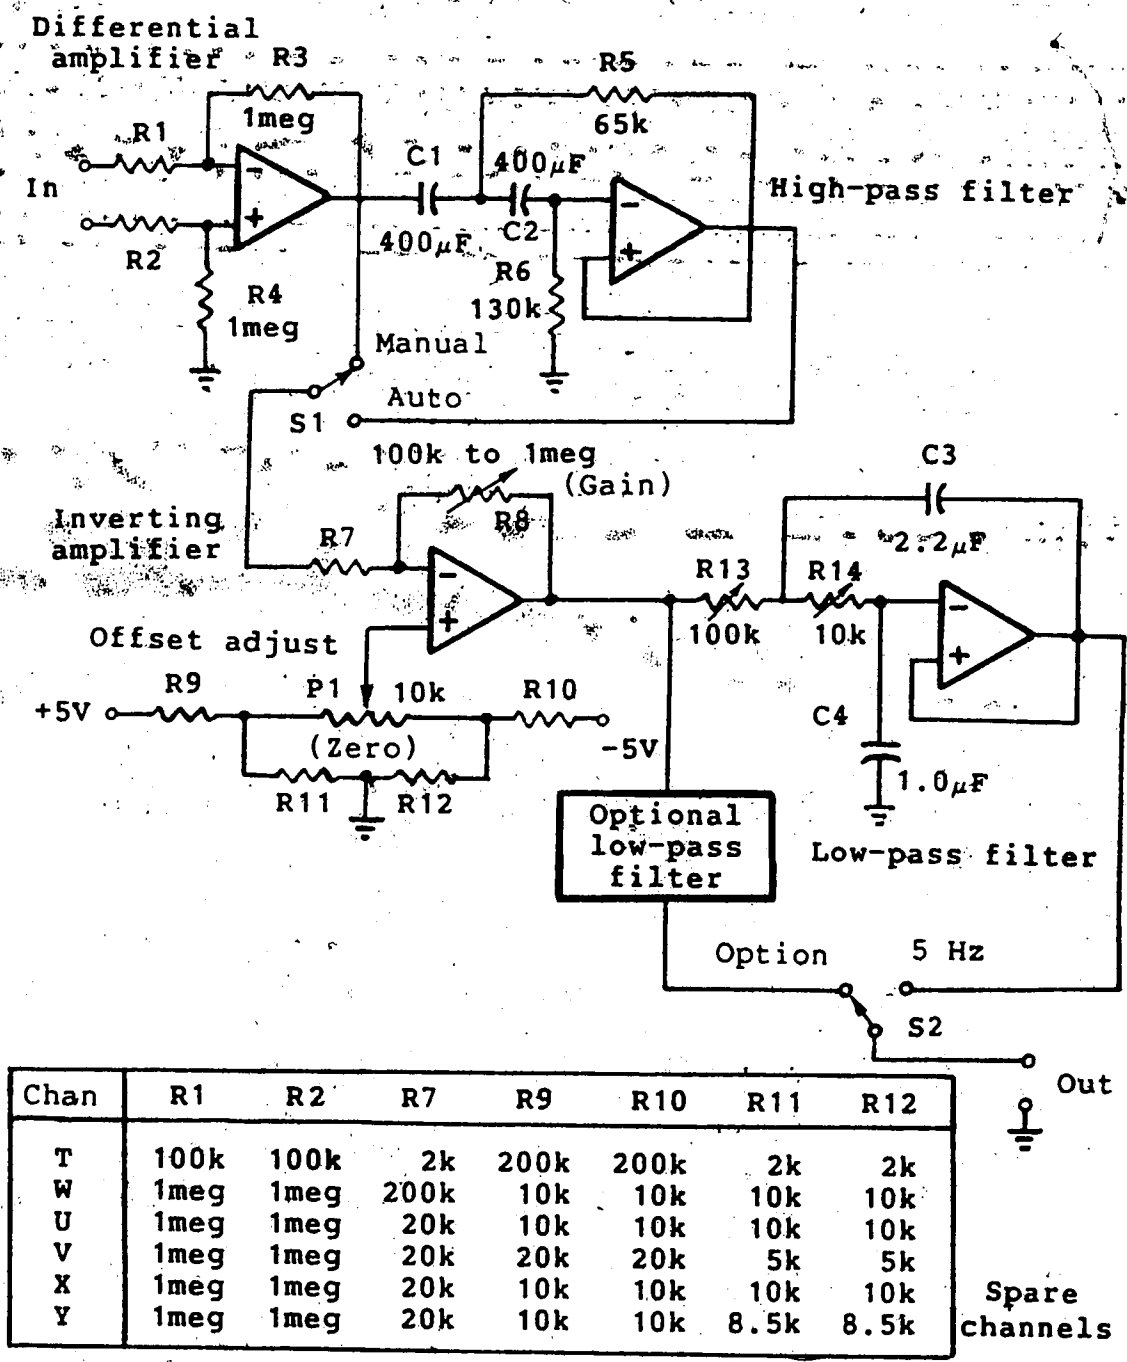 Differential
amplifier
R3
1meg
R1
In
R2
R4
1meg
C1
400µF
400µF
C2
R5
65k
High-pass filter
R6
130k
Manual
Auto
S1
100k to 1meg
(Gain)
R8
Inverting
amplifier
R7
Offset adjust
R9
P1
10k
R10
+5V
(Zero)
-5V
R11
R12
C3
2.2µF
R13
R14
100k
10k
C4
1.0µF
Low-pass filter
Optional
low-pass
filter
Option
5 Hz
S2
Out
Chan R1 R2 R7 R9 R10 R11 R12
T 100k 100k 2k 200k 200k 2k 2k
W 1meg 1meg 200k 10k 10k 10k 10k
U 1meg 1meg 20k 10k 10k 10k 10k
V 1meg 1meg 20k 20k 20k 5k 5k
X 1meg 1meg 20k 10k 10k 10k 10k
Y 1meg 1meg 20k 10k 10k 8.5k 8.5k
Spare
channels